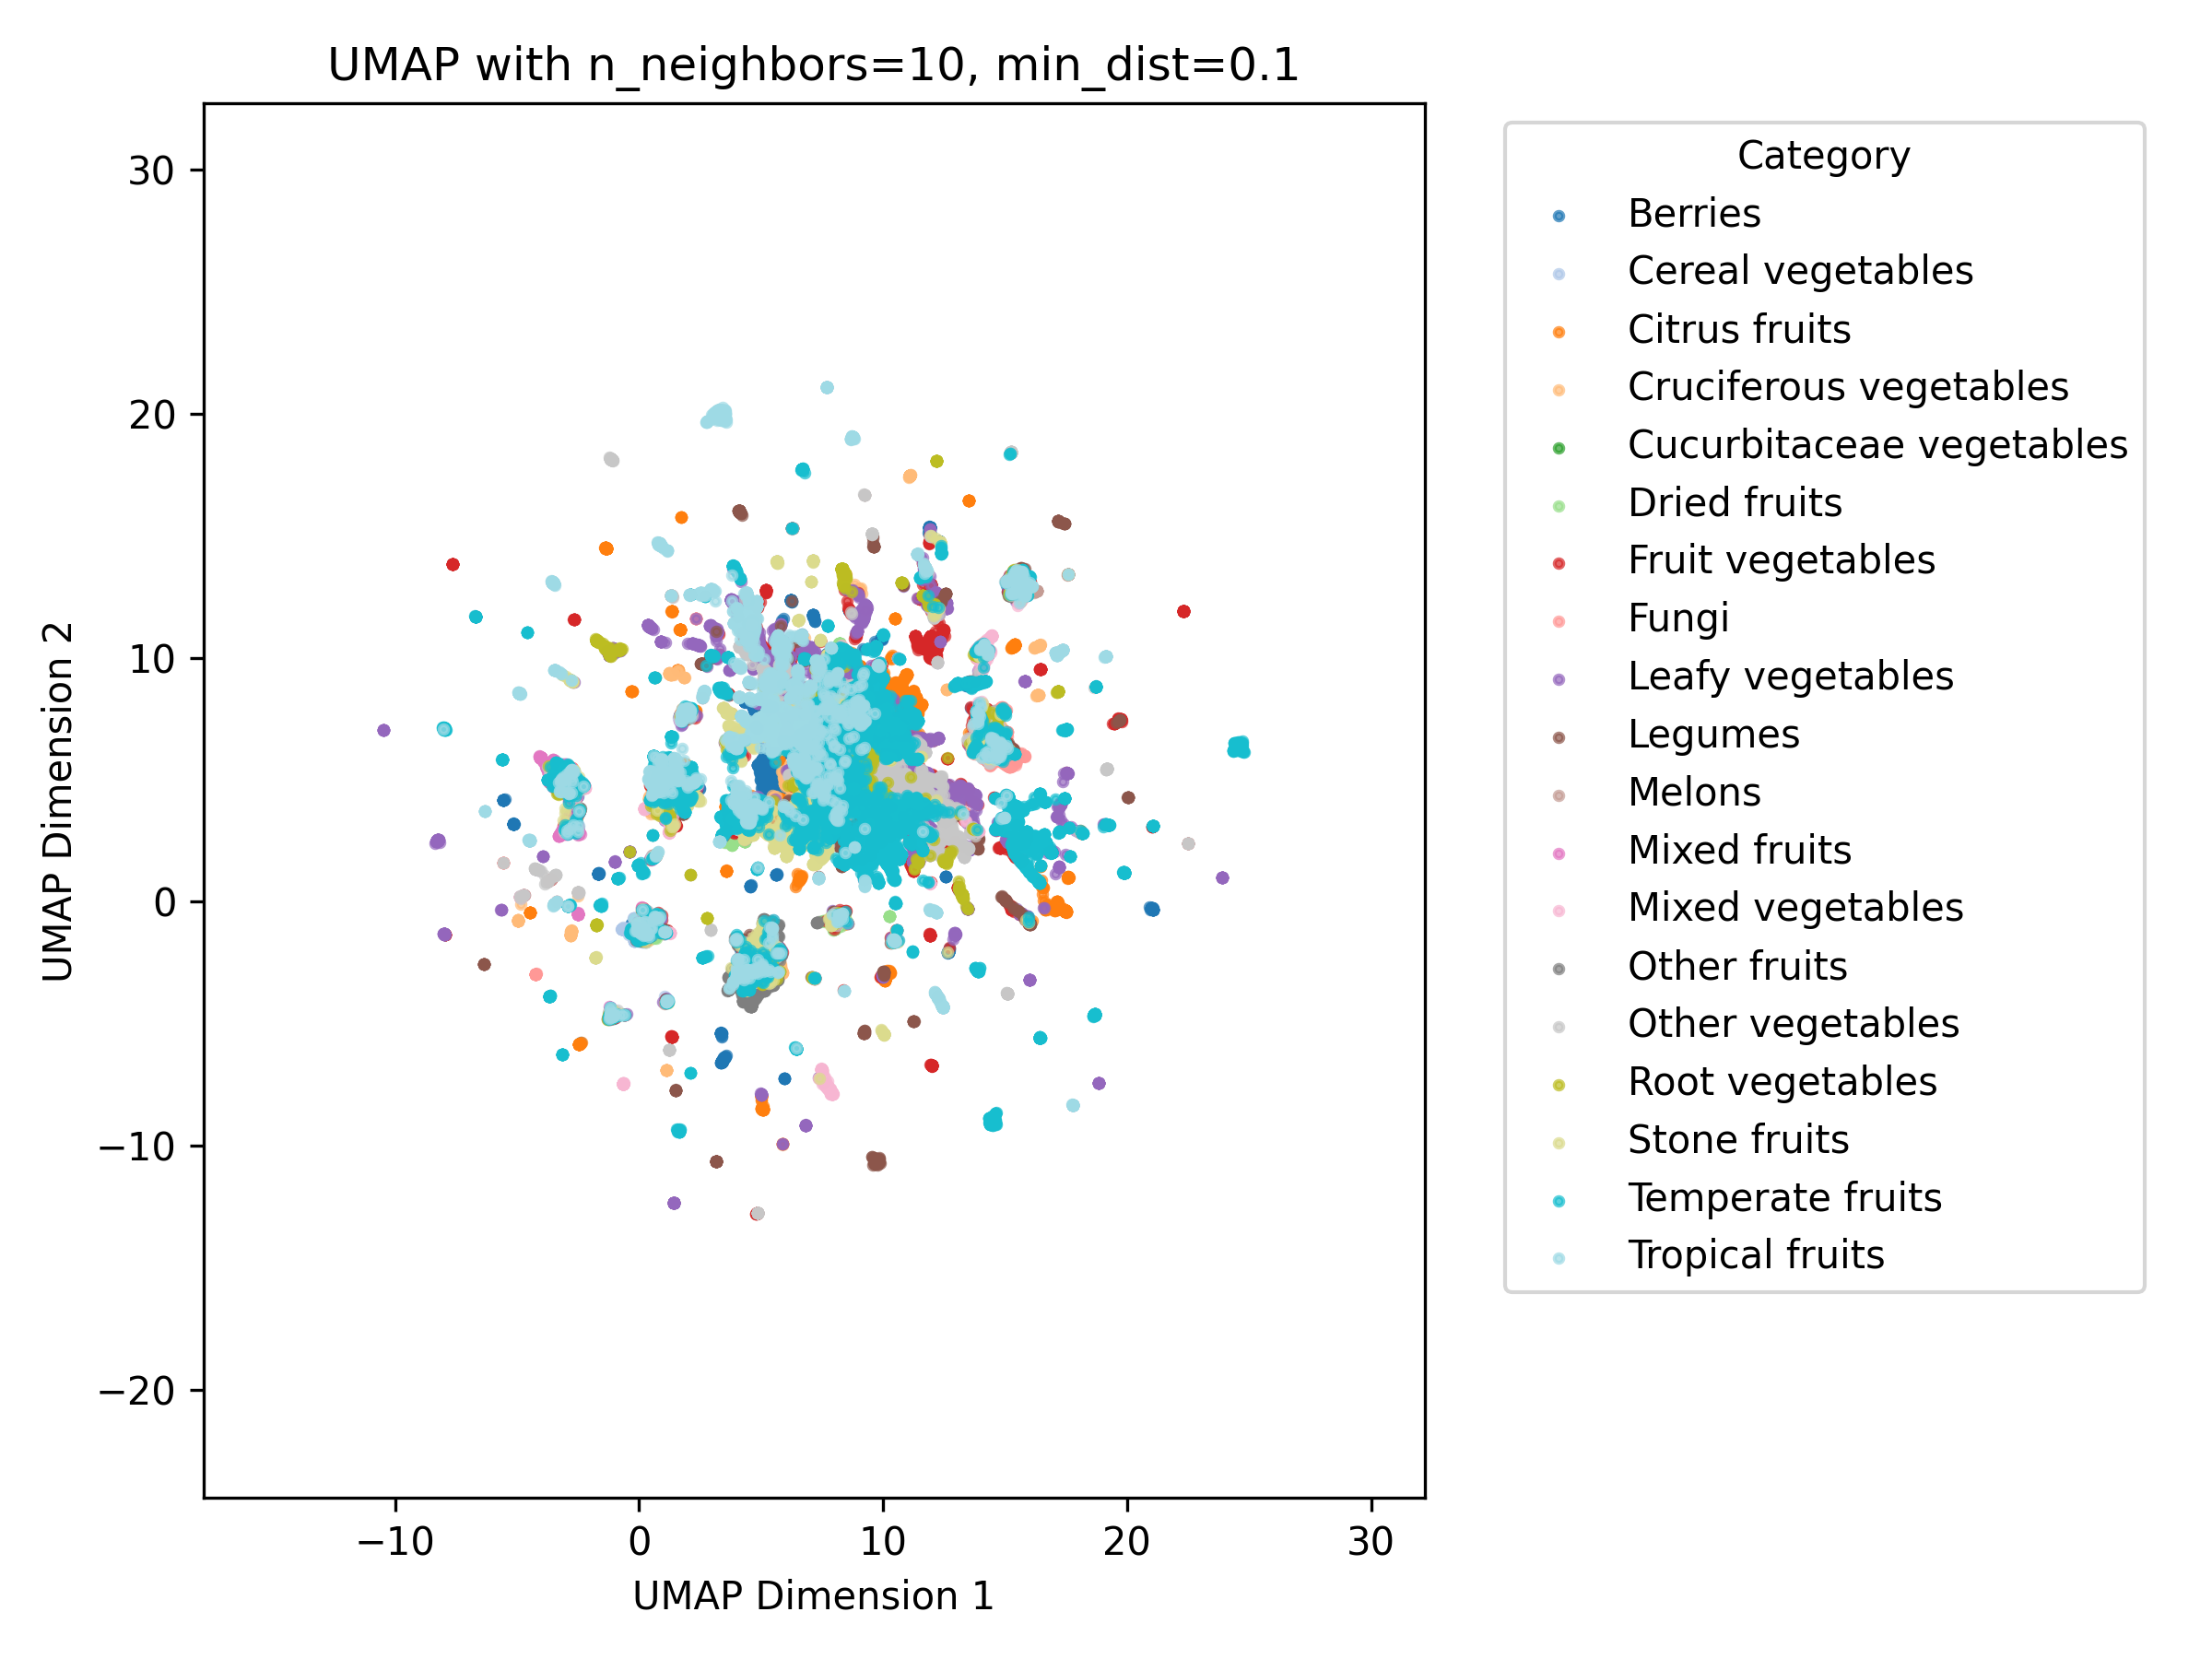 UMAP with n_neighbors=10, min_dist=0.1
30
20
10
0
−10
−20
UMAP Dimension 2
−10 0 10 20 30
UMAP Dimension 1
Category
Berries
Cereal vegetables
Citrus fruits
Cruciferous vegetables
Cucurbitaceae vegetables
Dried fruits
Fruit vegetables
Fungi
Leafy vegetables
Legumes
Melons
Mixed fruits
Mixed vegetables
Other fruits
Other vegetables
Root vegetables
Stone fruits
Temperate fruits
Tropical fruits